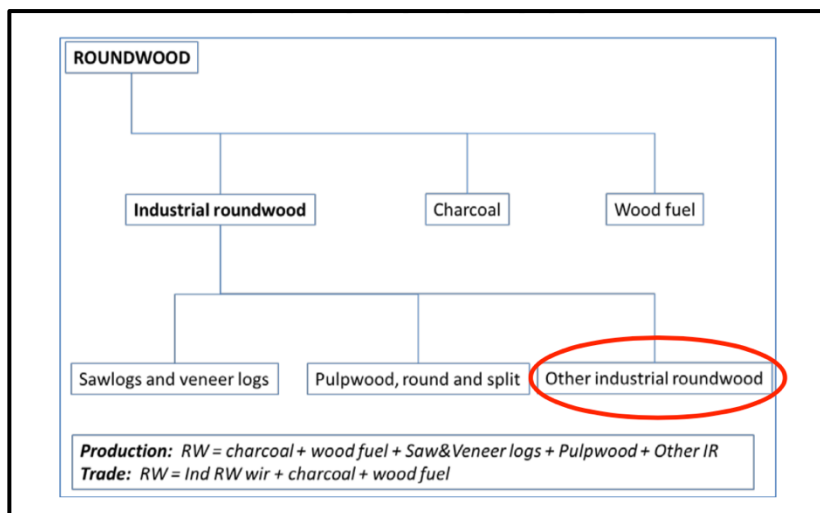 ROUNDWOOD
Industrial roundwood
Charcoal
Wood fuel
Sawlogs and veneer logs
Pulpwood, round and split
Other industrial roundwood
Production: RW = charcoal + wood fuel + Saw&Veneer logs + Pulpwood + Other IR
Trade: RW = Ind RW wir + charcoal + wood fuel